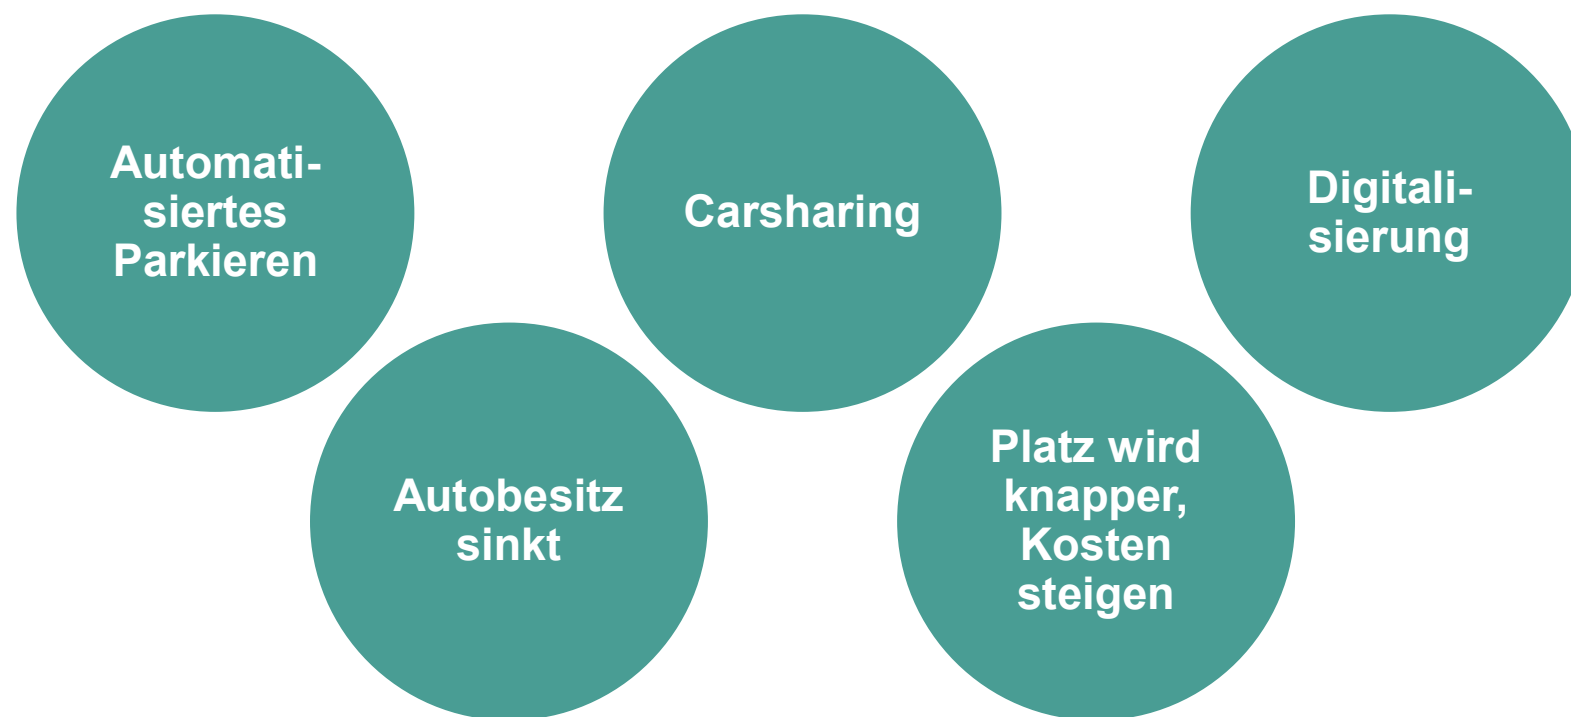 Automati-
siertes
Parkieren
Carsharing
Digitali-
sierung
Autobesitz
sinkt
Platz wird
knapper,
Kosten
steigen